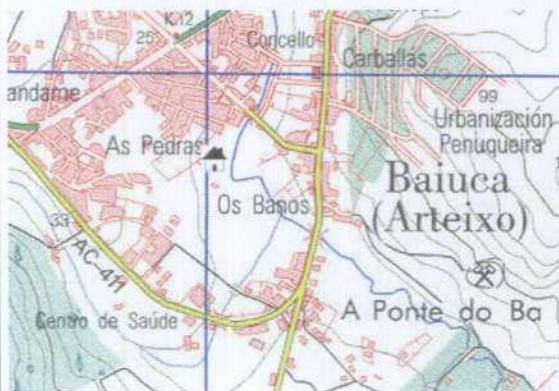 K.12
25
Concello
Carballas
andame
99
Urbanización
Penuqueira
As Pedras
Baiuca
(Arteixo)
Os Baños
33
AC-411
Centro de Saúde
A Ponte do Ba